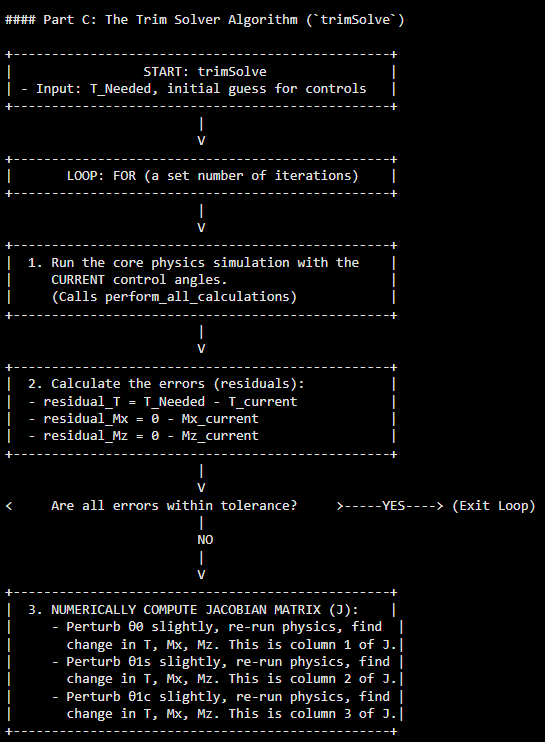 #### Part C: The Trim Solver Algorithm (`trimSolve`)
START: trimSolve
- Input: T_Needed, initial guess for controls
V
LOOP: FOR (a set number of iterations)
V
1. Run the core physics simulation with the
CURRENT control angles.
(Calls perform_all_calculations)
V
2. Calculate the errors (residuals):
- residual_T = T_Needed - T_current
- residual_Mx = 0 - Mx_current
- residual_Mz = 0 - Mz_current
V
< Are all errors within tolerance? >-----YES----> (Exit Loop)
NO
V
3. NUMERICALLY COMPUTE JACOBIAN MATRIX (J):
- Perturb θ0 slightly, re-run physics, find
change in T, Mx, Mz. This is column 1 of J.
- Perturb θ1s slightly, re-run physics, find
change in T, Mx, Mz. This is column 2 of J.
- Perturb θ1c slightly, re-run physics, find
change in T, Mx, Mz. This is column 3 of J.